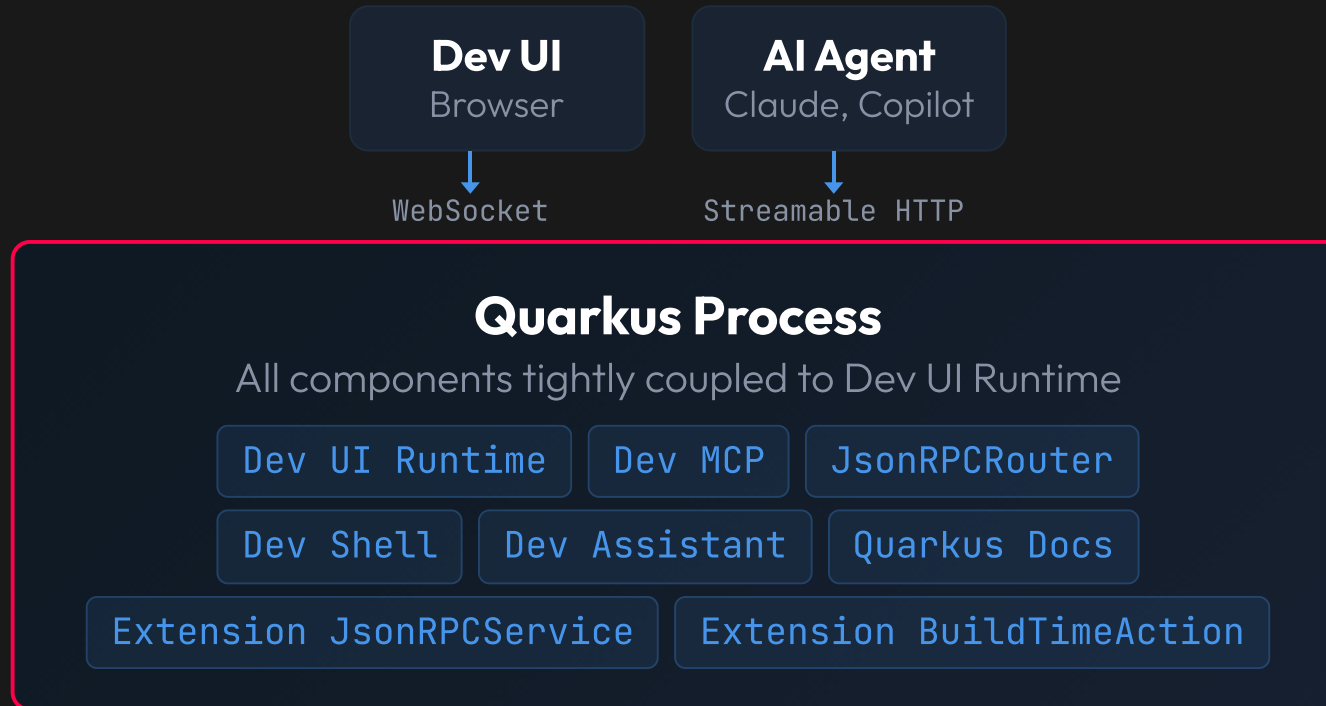 Dev UI
Browser
AI Agent
Claude, Copilot
WebSocket
Streamable HTTP
Quarkus Process
All components tightly coupled to Dev UI Runtime
Dev UI Runtime
Dev MCP
JsonRPCRouter
Dev Shell
Dev Assistant
Quarkus Docs
Extension JsonRPCService
Extension BuildTimeAction